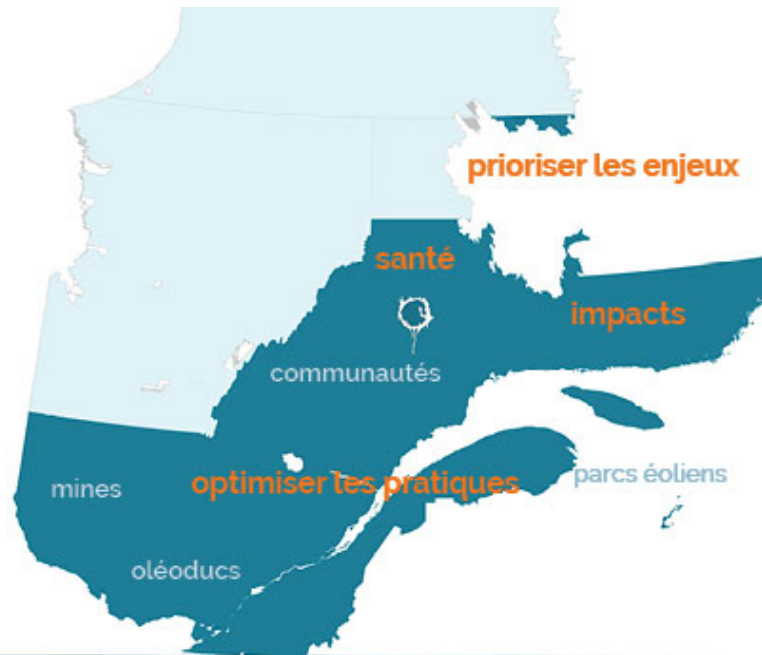 prioriser les enjeux
santé
impacts
communautés
mines
optimiser les pratiques
parcs éoliens
oléoducs